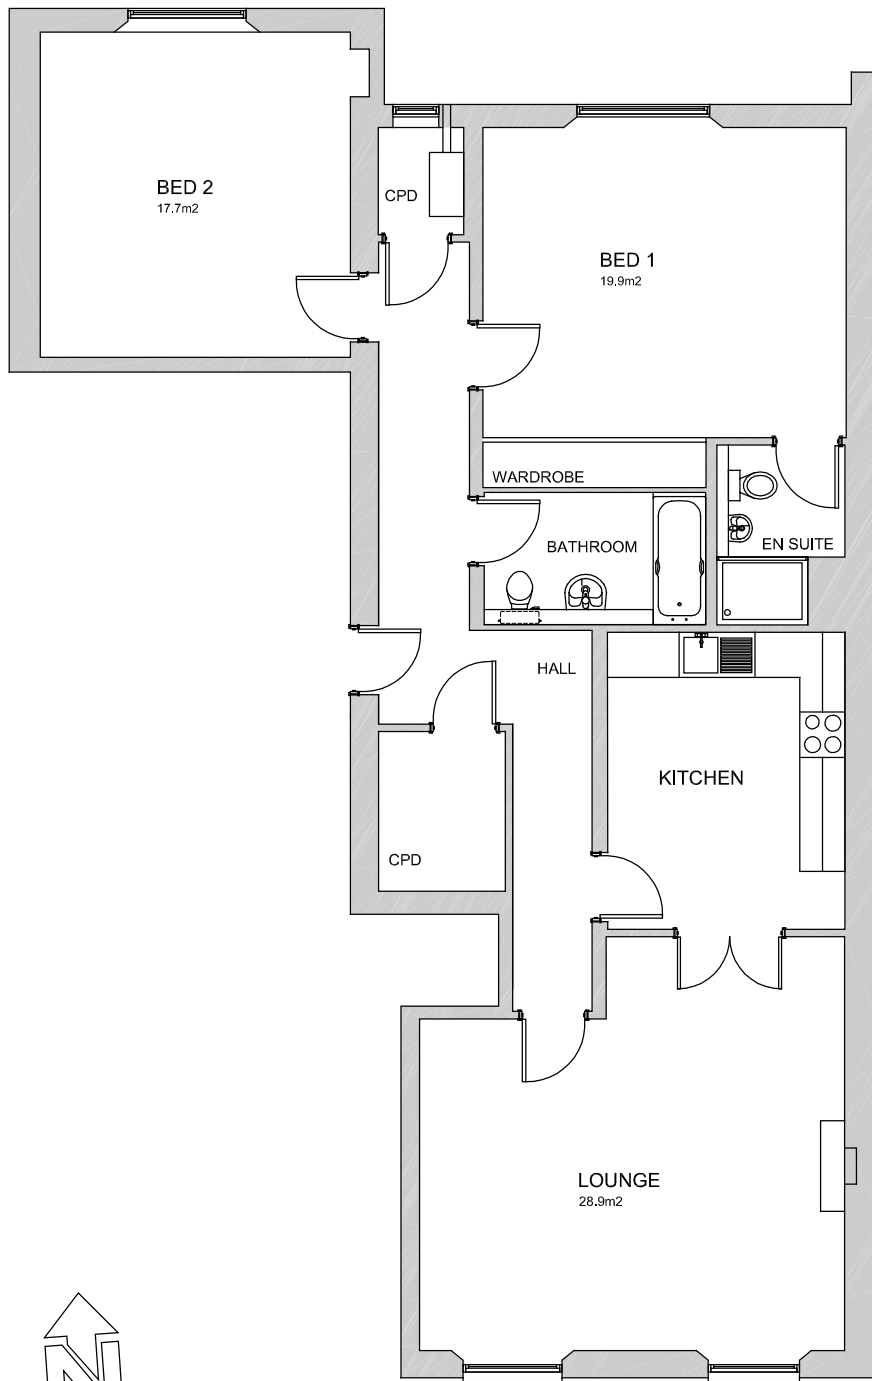 BED 2
17.7m2
CPD
BED 1
19.9m2
WARDROBE
BATHROOM
EN SUITE
HALL
KITCHEN
CPD
LOUNGE
28.9m2
N